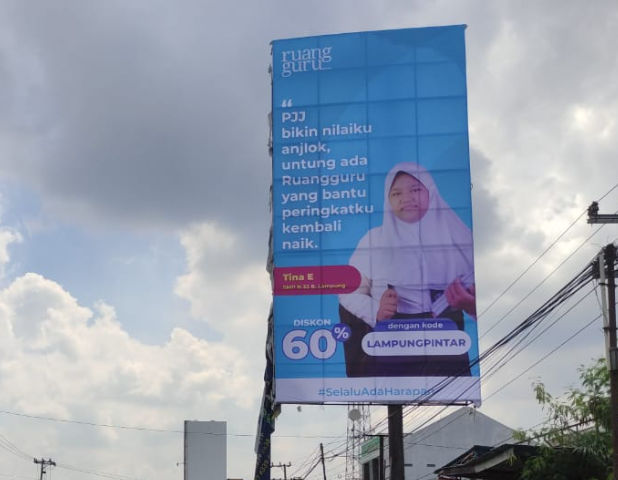 ruang
guru
“
PJJ
bikin nilaiku
anjlok,
untung ada
Ruangguru
yang bantu
peringkatku
kembali
naik.
Tina E
Lampung
DISKON
60%
dengan kode
LAMPUNGPINTAR
#SelaluAdaHarapan